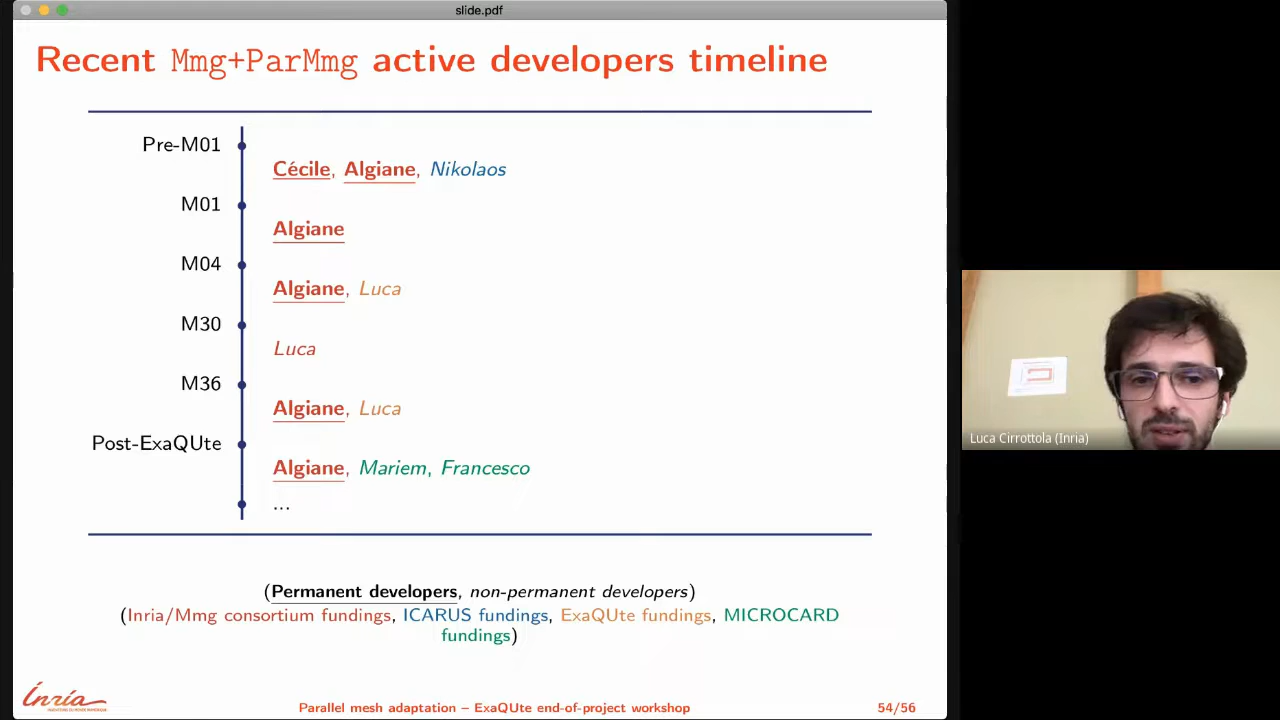 slide.pdf
Recent Mmg+ParMmg active developers timeline
Pre-M01
Cécile, Algiane, Nikolaos
M01
Algiane
M04
Algiane, Luca
M30
Luca
M36
Algiane, Luca
Post-ExaQUte
Algiane, Mariem, Francesco
...
(Permanent developers, non-permanent developers)
(Inria/Mmg consortium fundings, ICARUS fundings, ExaQUte fundings, MICROCARD
fundings)
Inria
Parallel mesh adaptation – ExaQUte end-of-project workshop
54/56
Luca Cirrottola (Inria)